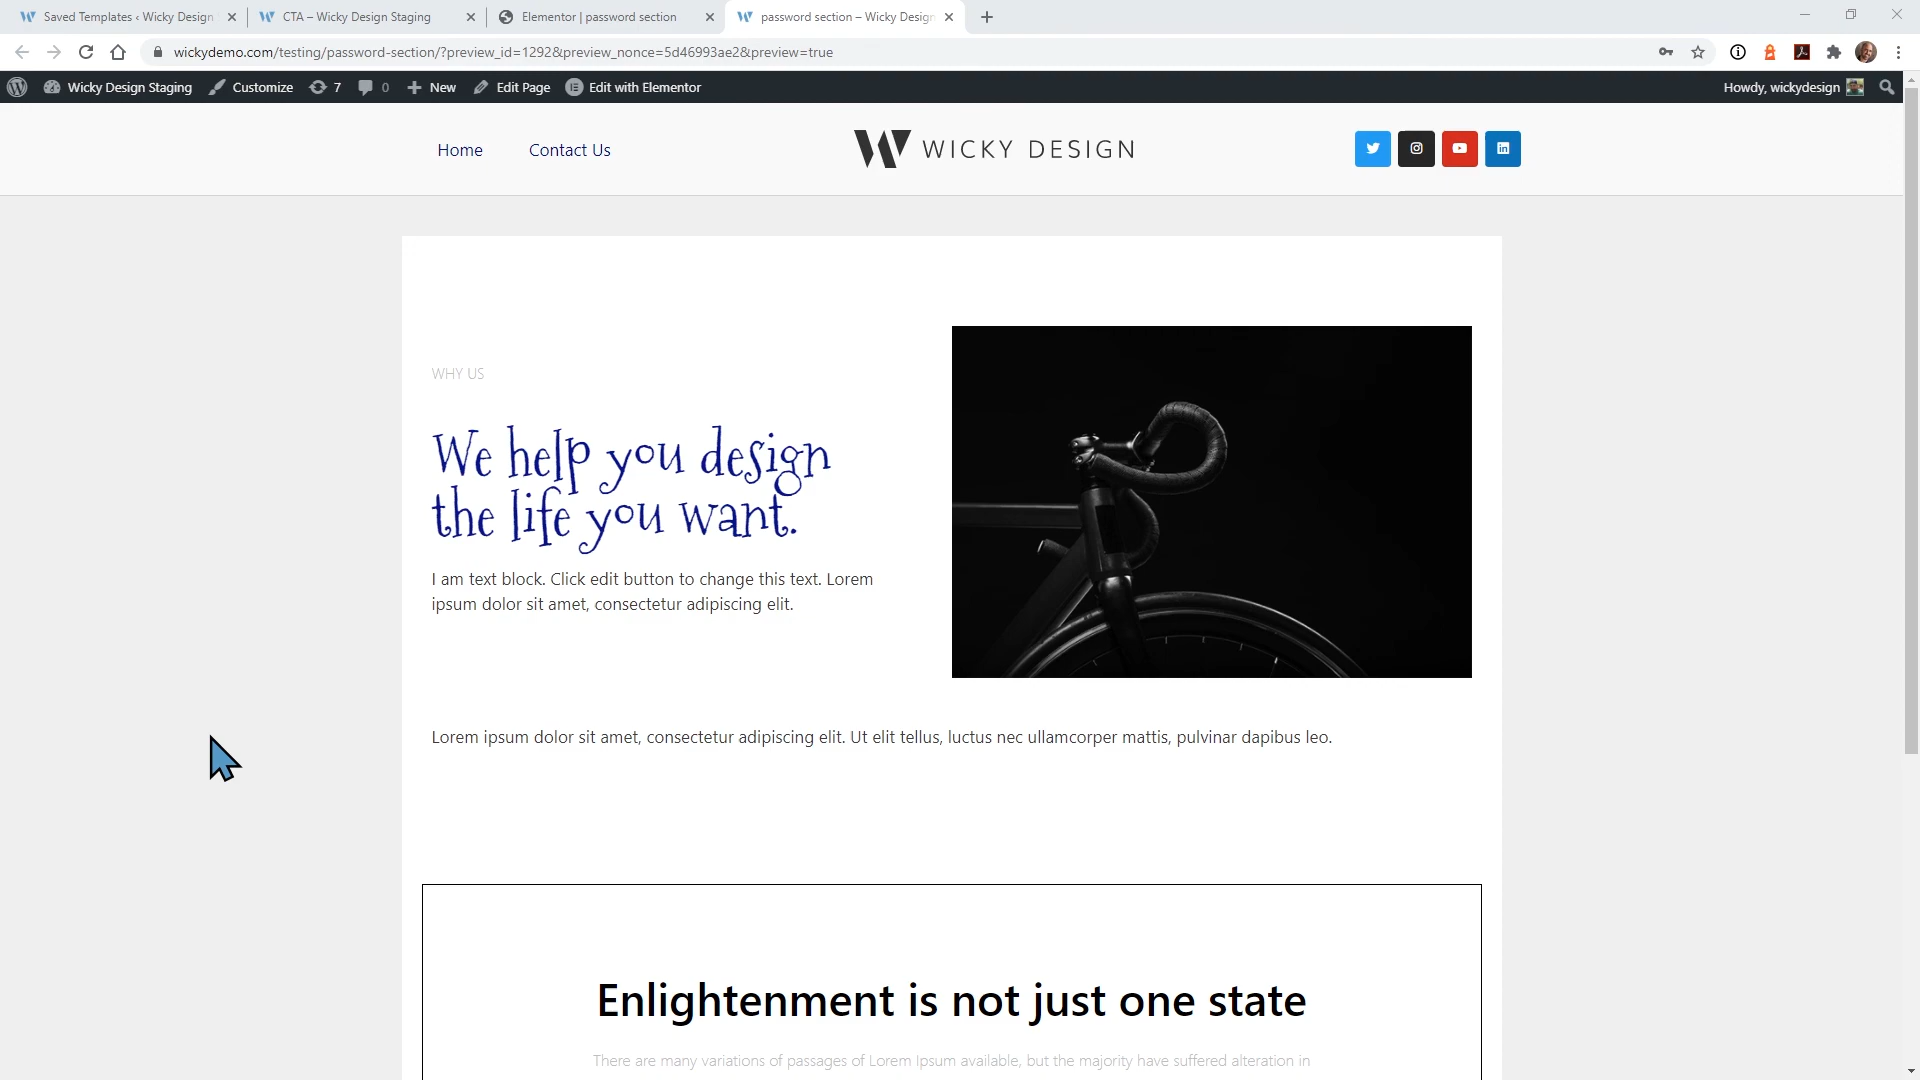 Saved Templates ‹ Wicky Design
CTA – Wicky Design Staging
Elementor | password section
password section – Wicky Design
wickydemo.com/testing/password-section/?preview_id=1292&preview_nonce=5d46993ae2&preview=true
Wicky Design Staging
Customize
7
0
New
Edit Page
Edit with Elementor
Howdy, wickydesign
Home
Contact Us
WICKY DESIGN
WHY US
We help you design
the life you want.
I am text block. Click edit button to change this text. Lorem
ipsum dolor sit amet, consectetur adipiscing elit.
Lorem ipsum dolor sit amet, consectetur adipiscing elit. Ut elit tellus, luctus nec ullamcorper mattis, pulvinar dapibus leo.
Enlightenment is not just one state
There are many variations of passages of Lorem Ipsum available, but the majority have suffered alteration in